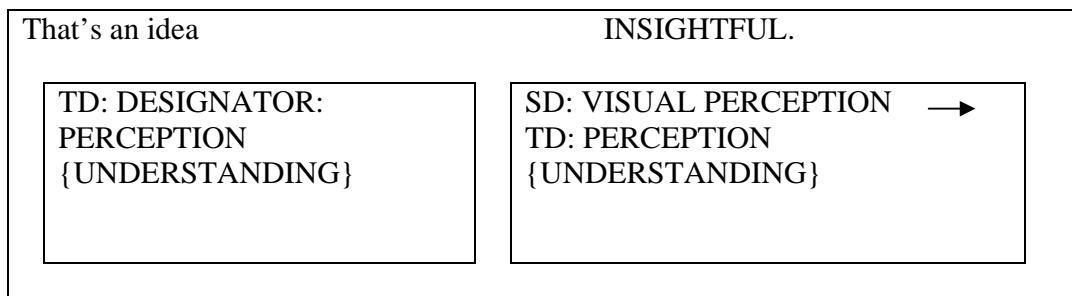 That's an idea INSIGHTFUL.
TD: DESIGNATOR:
PERCEPTION
{UNDERSTANDING}
SD: VISUAL PERCEPTION
TD: PERCEPTION
{UNDERSTANDING}